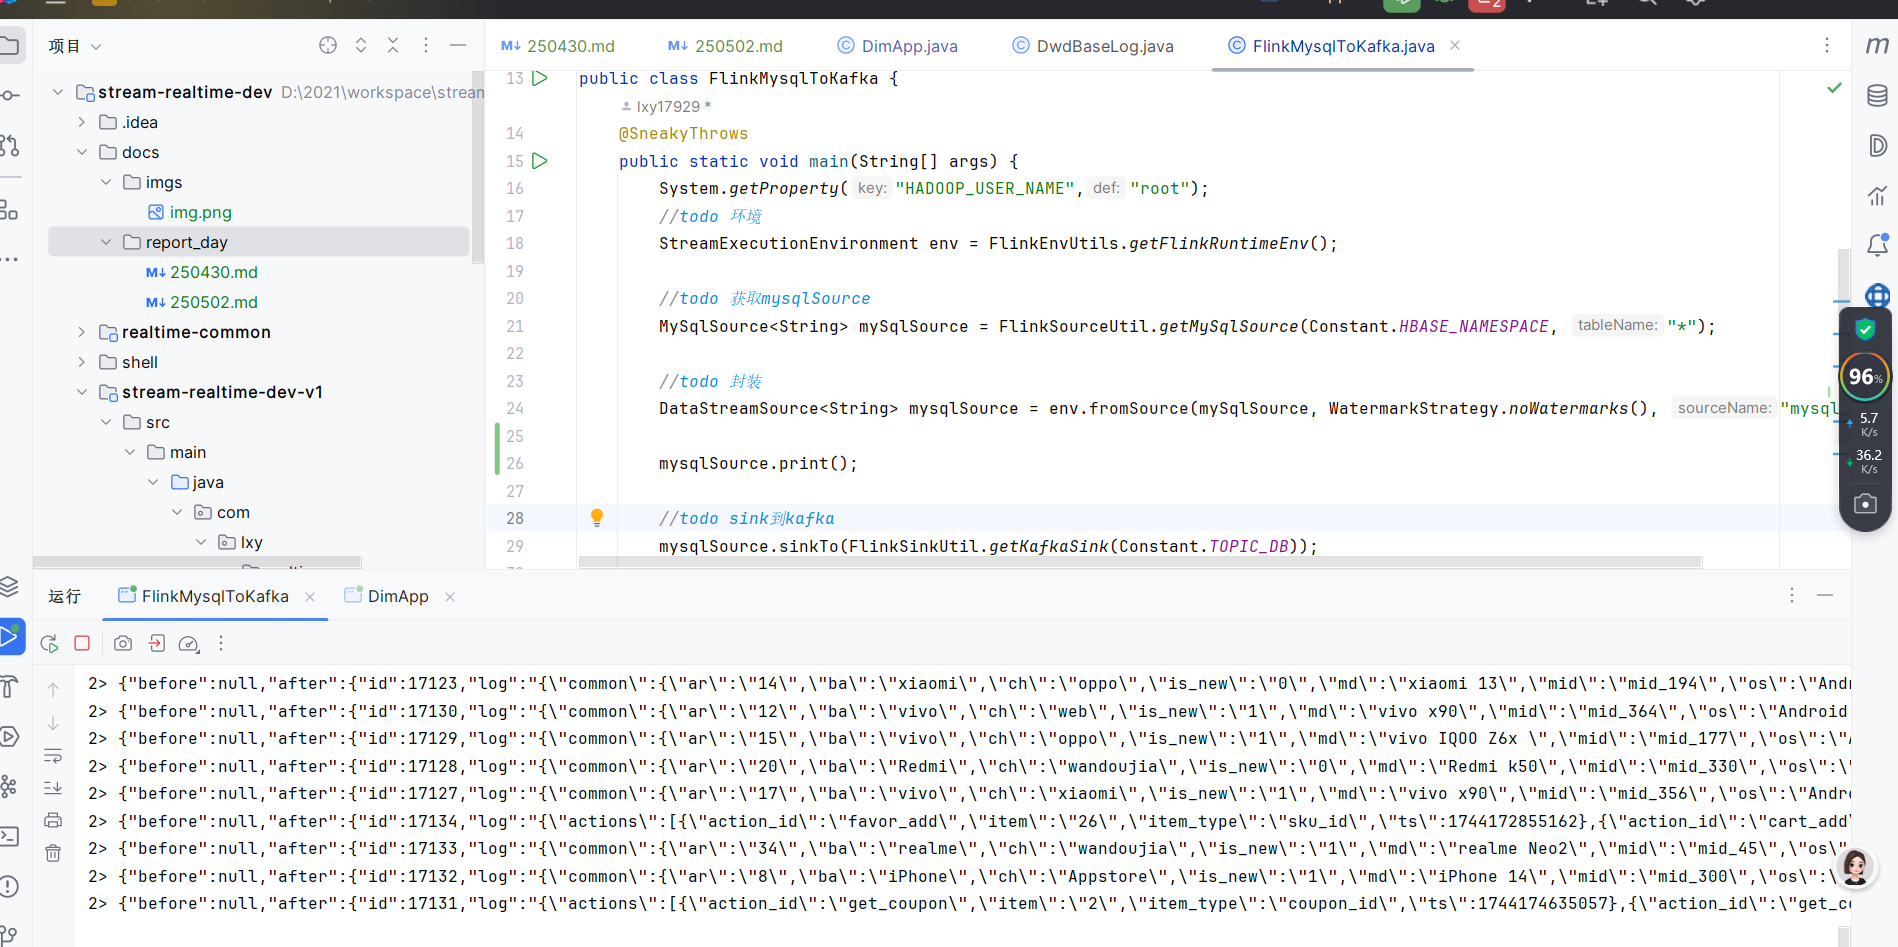 项目
stream-realtime-dev D:\2021\workspace\stream
.idea
docs
imgs
img.png
report_day
M↓ 250430.md
M↓ 250502.md
realtime-common
shell
stream-realtime-dev-v1
src
main
java
com
lxy
M↓ 250430.md M↓ 250502.md DimApp.java DwdBaseLog.java FlinkMysqlToKafka.java
13 public class FlinkMysqlToKafka {
lxy17929 *
14 @SneakyThrows
15 public static void main(String[] args) {
16 System.getProperty( key: "HADOOP_USER_NAME", def: "root");
17 //todo 环境
18 StreamExecutionEnvironment env = FlinkEnvUtils.getFlinkRuntimeEnv();
19
20 //todo 获取mysqlSource
21 MySqlSource<String> mySqlSource = FlinkSourceUtil.getMySqlSource(Constant.HBASE_NAMESPACE, tableName: "*");
22
23 //todo 封装
24 DataStreamSource<String> mysqlSource = env.fromSource(mySqlSource, WatermarkStrategy.noWatermarks(), sourceName: "mysql
25
26 mysqlSource.print();
27
28 //todo sink到kafka
29 mysqlSource.sinkTo(FlinkSinkUtil.getKafkaSink(Constant.TOPIC_DB));
96%
5.7
K/s
36.2
K/s
运行 FlinkMysqlToKafka DimApp
2> {"before":null,"after":{"id":17123,"log":"{\"common\":{\"ar\":\"14\",\"ba\":\"xiaomi\",\"ch\":\"oppo\",\"is_new\":\"0\",\"md\":\"xiaomi 13\",\"mid\":\"mid_194\",\"os\":\"Andr
2> {"before":null,"after":{"id":17130,"log":"{\"common\":{\"ar\":\"12\",\"ba\":\"vivo\",\"ch\":\"web\",\"is_new\":\"1\",\"md\":\"vivo x90\",\"mid\":\"mid_364\",\"os\":\"Android
2> {"before":null,"after":{"id":17129,"log":"{\"common\":{\"ar\":\"15\",\"ba\":\"vivo\",\"ch\":\"oppo\",\"is_new\":\"1\",\"md\":\"vivo IQOO Z6x \",\"mid\":\"mid_177\",\"os\":\"A
2> {"before":null,"after":{"id":17128,"log":"{\"common\":{\"ar\":\"20\",\"ba\":\"Redmi\",\"ch\":\"wandoujia\",\"is_new\":\"0\",\"md\":\"Redmi k50\",\"mid\":\"mid_330\",\"os\":\"
2> {"before":null,"after":{"id":17127,"log":"{\"common\":{\"ar\":\"17\",\"ba\":\"vivo\",\"ch\":\"xiaomi\",\"is_new\":\"1\",\"md\":\"vivo x90\",\"mid\":\"mid_356\",\"os\":\"Andro
2> {"before":null,"after":{"id":17134,"log":"{\"actions\":[{\"action_id\":\"favor_add\",\"item\":\"26\",\"item_type\":\"sku_id\",\"ts\":1744172855162},{\"action_id\":\"cart_add\
2> {"before":null,"after":{"id":17133,"log":"{\"common\":{\"ar\":\"34\",\"ba\":\"realme\",\"ch\":\"wandoujia\",\"is_new\":\"1\",\"md\":\"realme Neo2\",\"mid\":\"mid_45\",\"os\"
2> {"before":null,"after":{"id":17132,"log":"{\"common\":{\"ar\":\"8\",\"ba\":\"iPhone\",\"ch\":\"Appstore\",\"is_new\":\"1\",\"md\":\"iPhone 14\",\"mid\":\"mid_300\",\"os\":\
2> {"before":null,"after":{"id":17131,"log":"{\"actions\":[{\"action_id\":\"get_coupon\",\"item\":\"2\",\"item_type\":\"coupon_id\",\"ts\":1744174635057},{\"action_id\":\"get_co